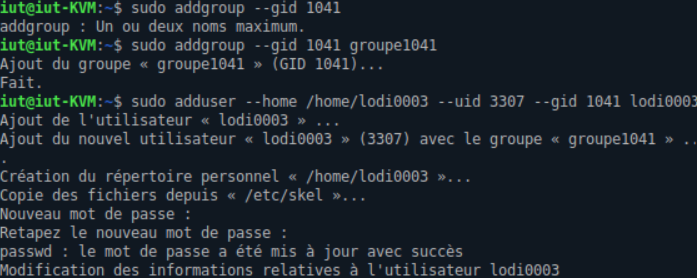 iut@iut-KVM:~$ sudo addgroup --gid 1041
addgroup : Un ou deux noms maximum.
iut@iut-KVM:~$ sudo addgroup --gid 1041 groupe1041
Ajout du groupe « groupe1041 » (GID 1041)...
Fait.
iut@iut-KVM:~$ sudo adduser --home /home/lodi0003 --uid 3307 --gid 1041 lodi0003
Ajout de l'utilisateur « lodi0003 » ...
Ajout du nouvel utilisateur « lodi0003 » (3307) avec le groupe « groupe1041 » ..
.
Création du répertoire personnel « /home/lodi0003 »...
Copie des fichiers depuis « /etc/skel »...
Nouveau mot de passe :
Retapez le nouveau mot de passe :
passwd : le mot de passe a été mis à jour avec succès
Modification des informations relatives à l'utilisateur lodi0003